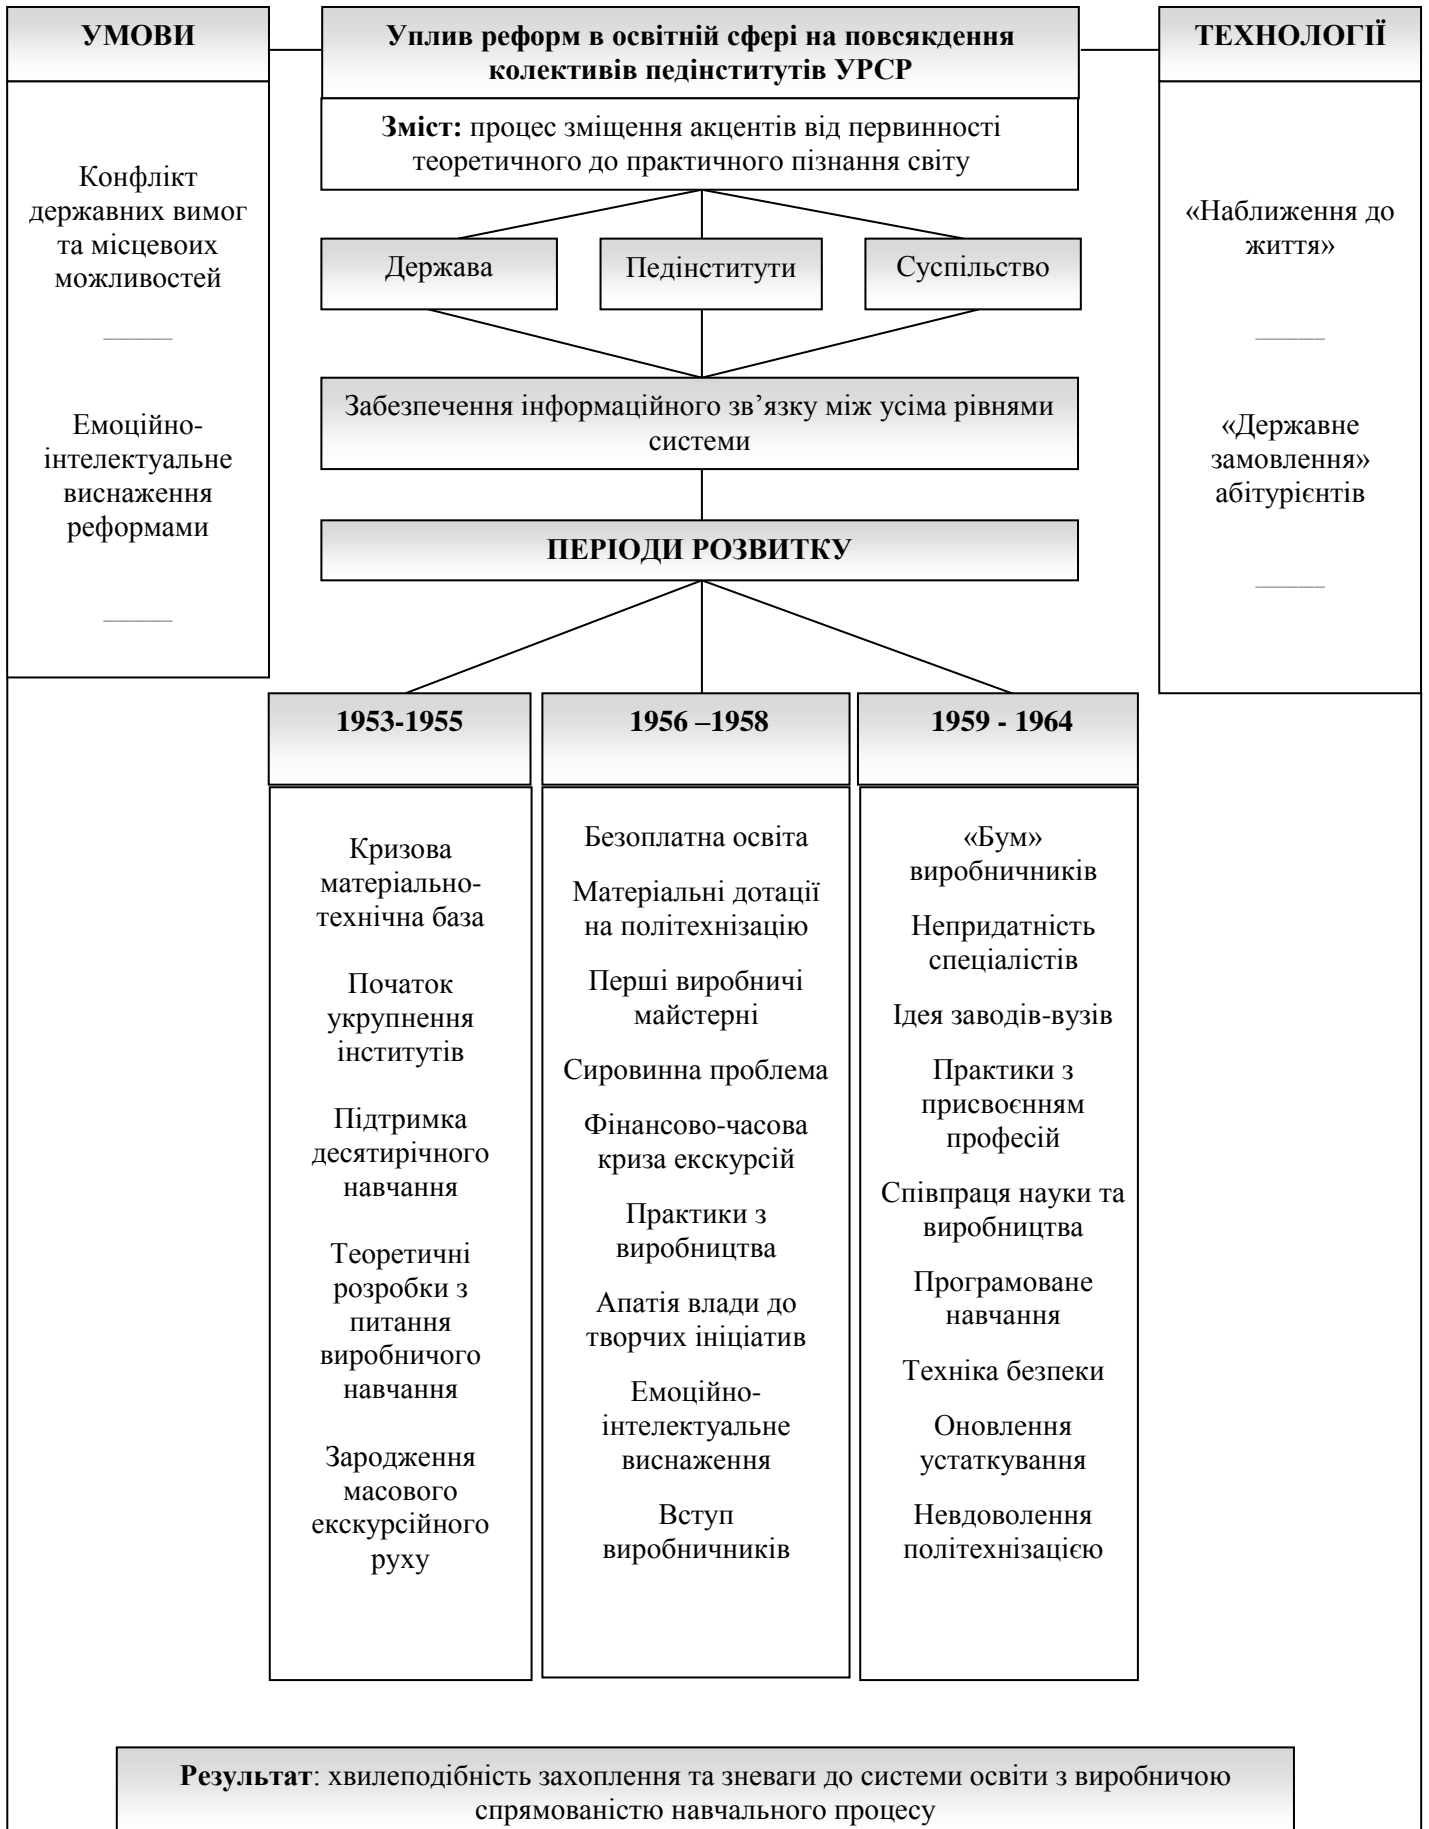 УМОВИ
Конфлікт
державних вимог
та місцевоих
можливостей
Емоційно-
інтелектуальне
виснаження
реформами
Уплив реформ в освітній сфері на повсякдення
колективів педінститутів УРСР
Зміст: процес зміщення акцентів від первинності
теоретичного до практичного пізнання світу
Держава
Педінститути
Суспільство
Забезпечення інформаційного зв’язку між усіма рівнями
системи
ПЕРІОДИ РОЗВИТКУ
ТЕХНОЛОГІЇ
«Наближення до
життя»
«Державне
замовлення»
абітурієнтів
1953-1955
Кризова
матеріально-
технічна база
Початок
укрупнення
інститутів
Підтримка
десятирічного
навчання
Теоретичні
розробки з
питання
виробничого
навчання
Зародження
масового
екскурсійного
руху
1956 –1958
Безоплатна освіта
Матеріальні дотації
на політехнізацію
Перші виробничі
майстерні
Сировинна проблема
Фінансово-часова
криза екскурсій
Практики з
виробництва
Апатія влади до
творчих ініціатив
Емоційно-
інтелектуальне
виснаження
Вступ
виробничників
1959 - 1964
«Бум»
виробничників
Непридатність
спеціалістів
Ідея заводів-вузів
Практики з
присвоєнням
професій
Співпраця науки та
виробництва
Програмоване
навчання
Техніка безпеки
Оновлення
устаткування
Невдоволення
політехнізацією
Результат: хвилеподібність захоплення та зневаги до системи освіти з виробничою
спрямованістю навчального процесу